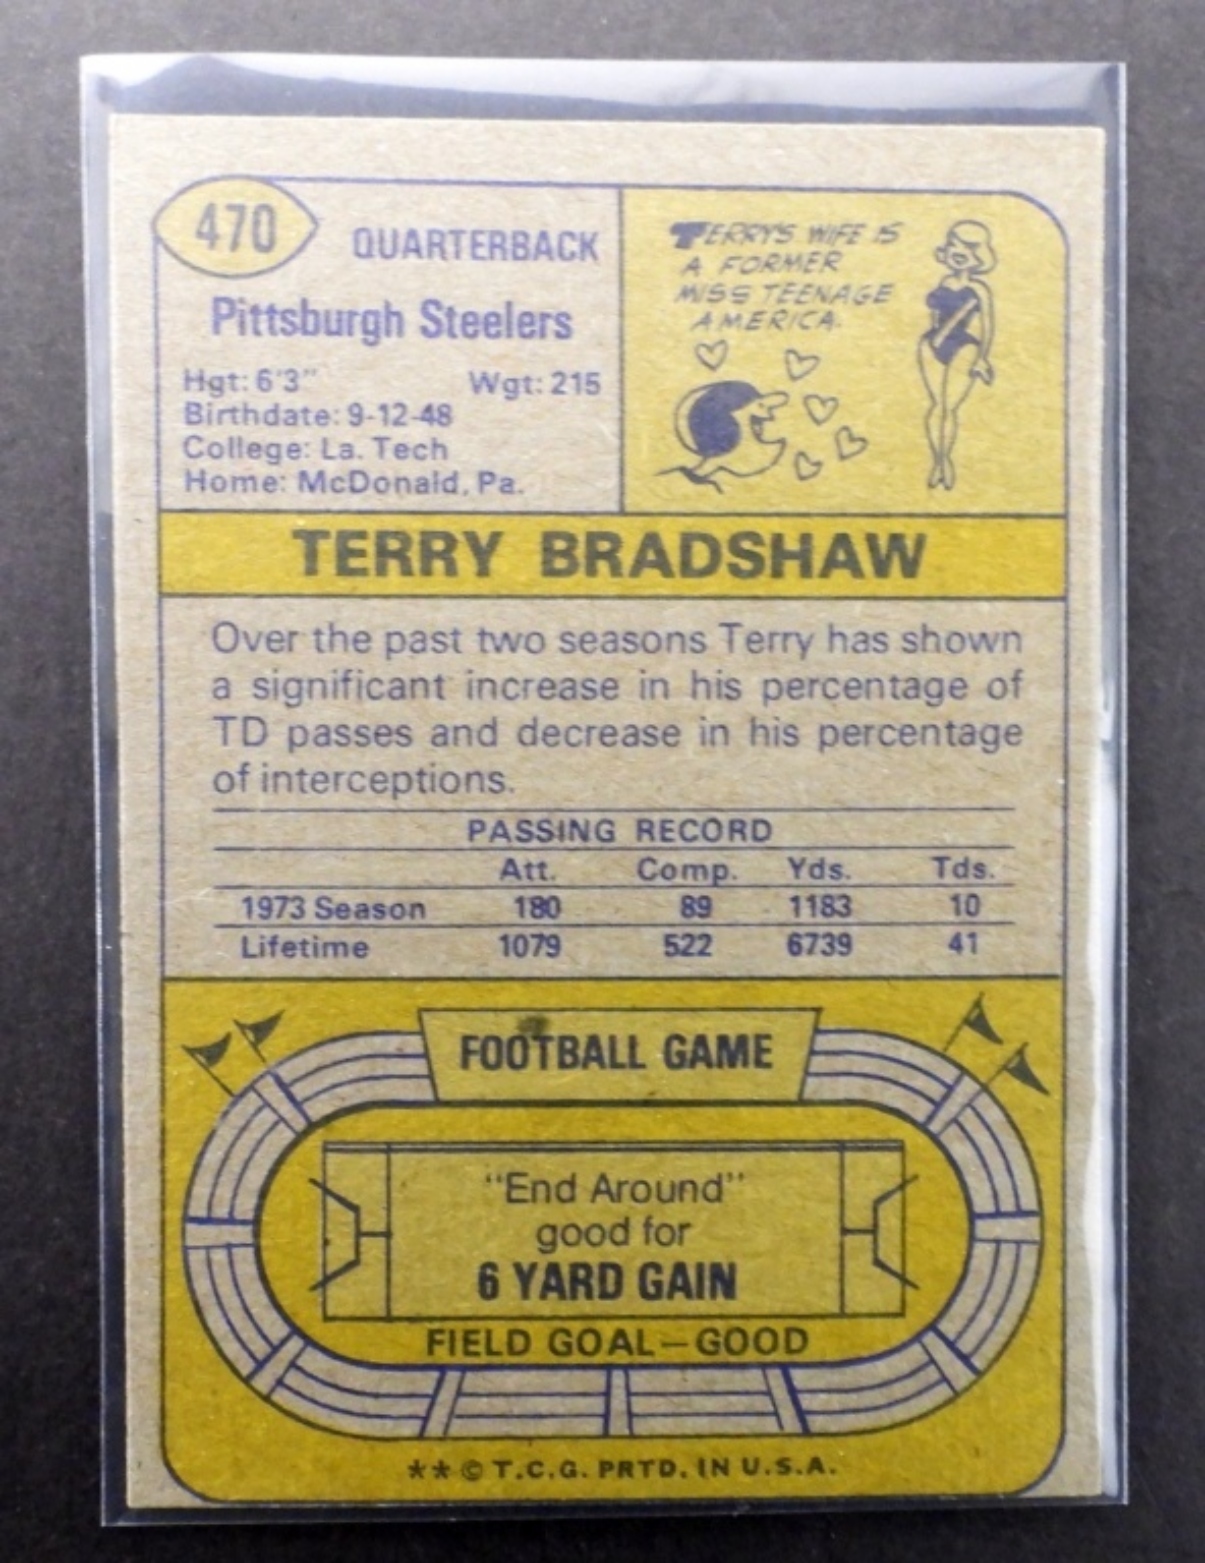 470
QUARTERBACK
Pittsburgh Steelers
Hgt: 6'3" Wgt: 215
Birthdate: 9-12-48
College: La. Tech
Home: McDonald, Pa.
TERRY'S WIFE IS
A FORMER
MISS TEENAGE
AMERICA.
TERRY BRADSHAW
Over the past two seasons Terry has shown
a significant increase in his percentage of
TD passes and decrease in his percentage
of interceptions.
PASSING RECORD
Att. Comp. Yds. Tds.
1973 Season 180 89 1183 10
Lifetime 1079 522 6739 41
FOOTBALL GAME
"End Around"
good for
6 YARD GAIN
FIELD GOAL—GOOD
** © T.C.G. PRTD. IN U.S.A.